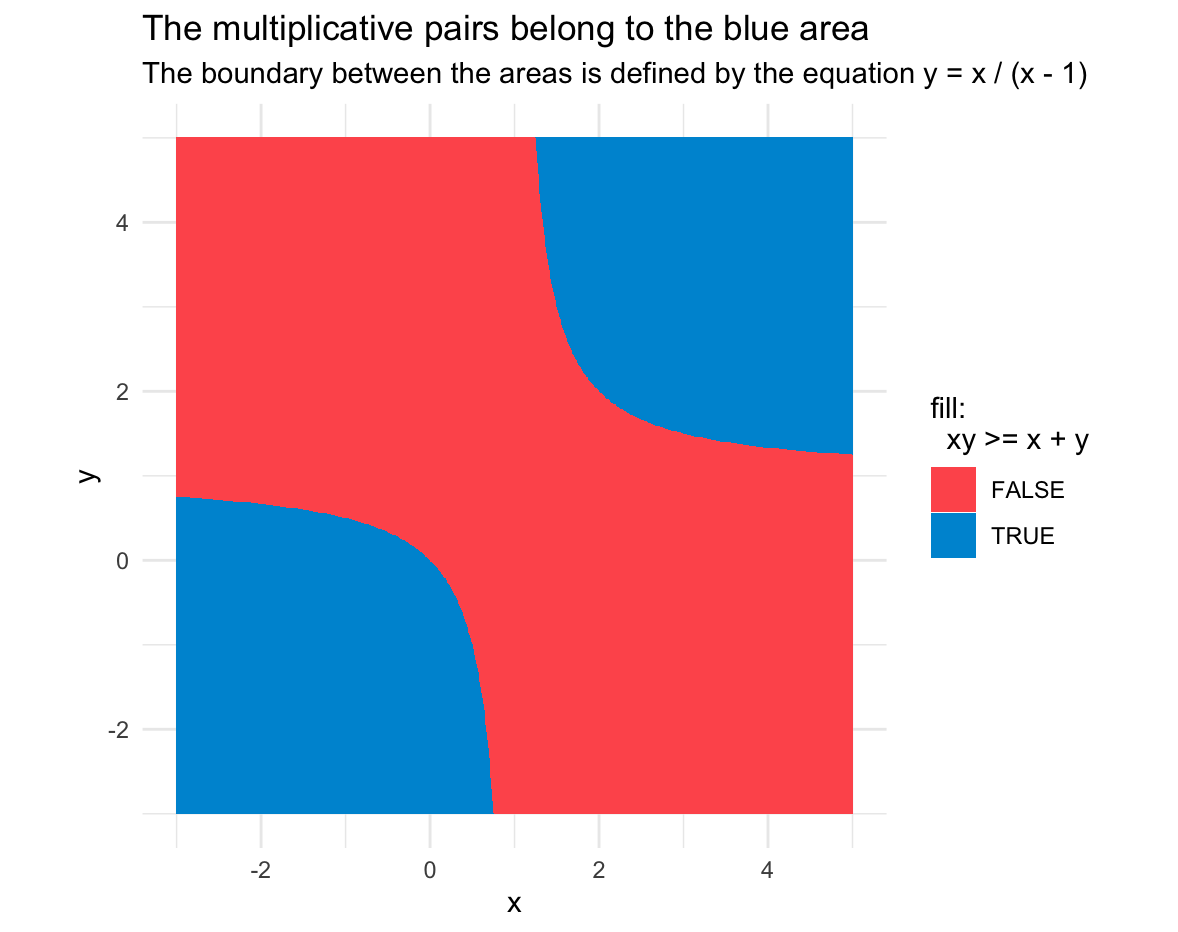 The multiplicative pairs belong to the blue area
The boundary between the areas is defined by the equation y = x / (x - 1)
4
2
0
-2
y
-2
0
2
4
x
fill:
xy >= x + y
FALSE
TRUE